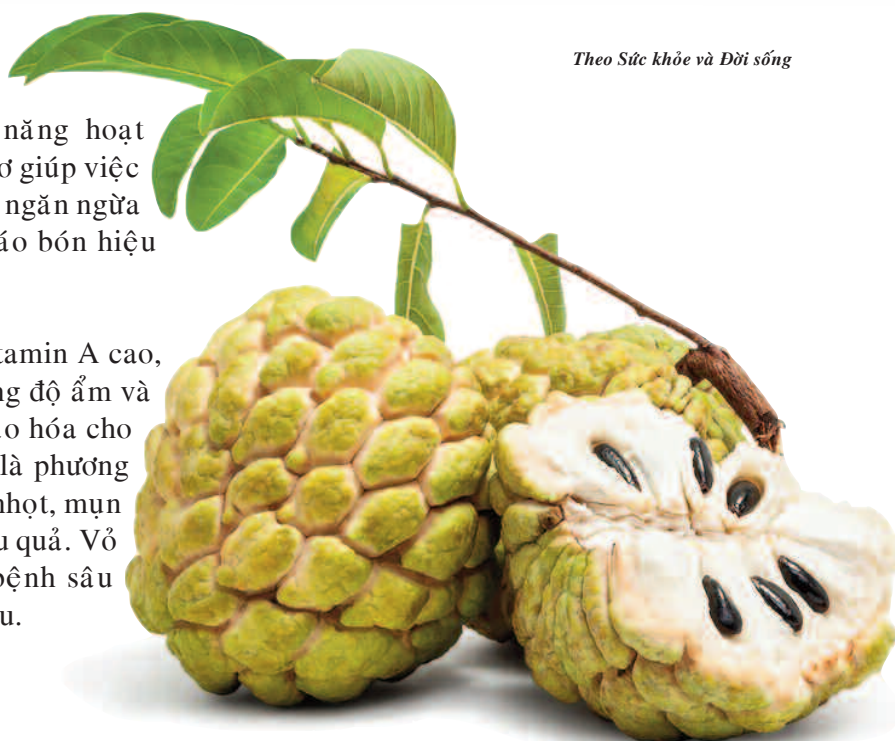 Theo Sức khỏe và Đời sống
năng hoạt
ơ giúp việc
ngăn ngừa
áo bón hiệu
tamin A cao,
ng độ ẩm và
ão hóa cho
là phương
nhọt, mụn
u quả. Vỏ
bệnh sâu
u.